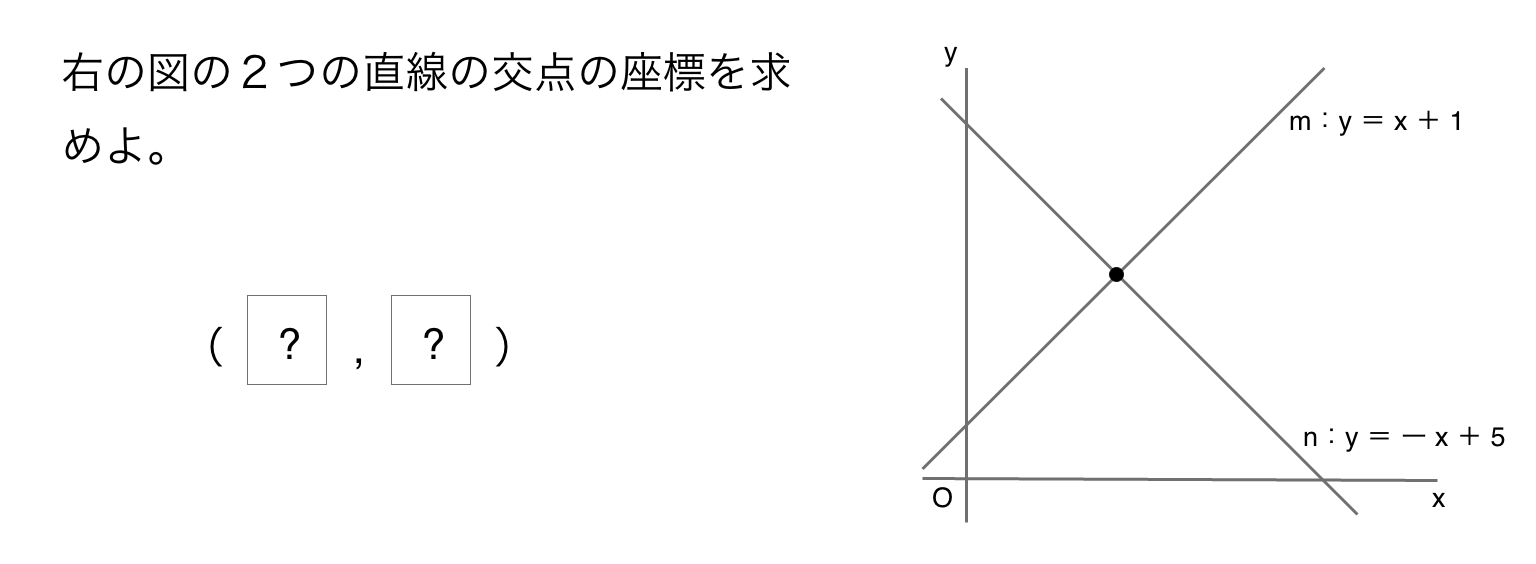 右の図の２つの直線の交点の座標を求
めよ。
( ? , ? )
y
m：y ＝ x ＋ 1
n：y ＝ － x ＋ 5
O
x